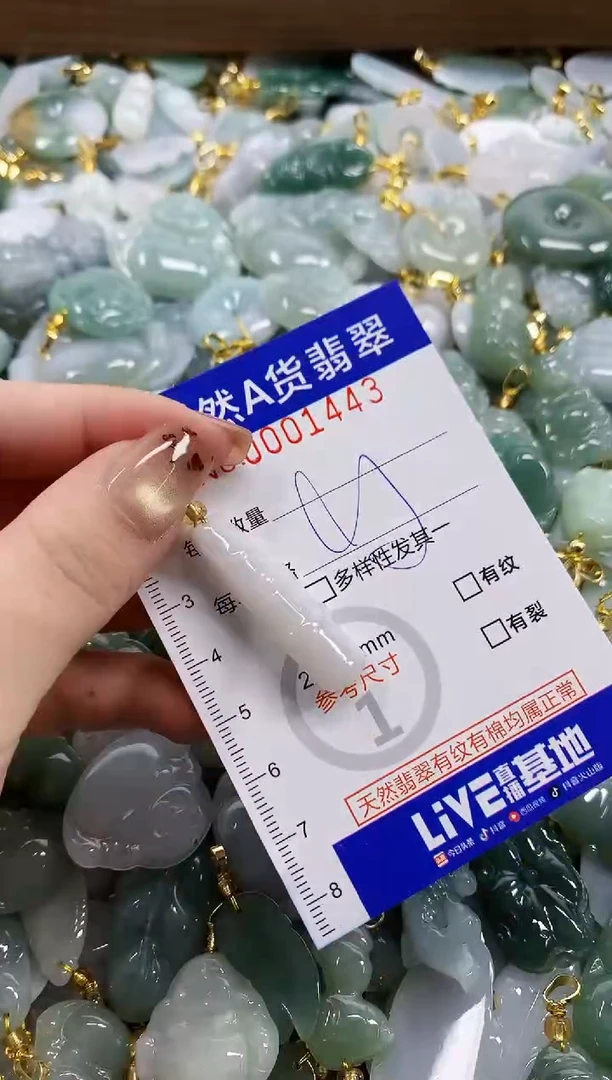 然A货翡翠
0001443
数量
每
多样性发其一
有纹
有裂
mm
参考尺寸
1
天然翡翠有纹有棉均属正常
LiVE直播基地
今日头条 抖音 西瓜视频 抖音火山版
3
4
5
6
7
8